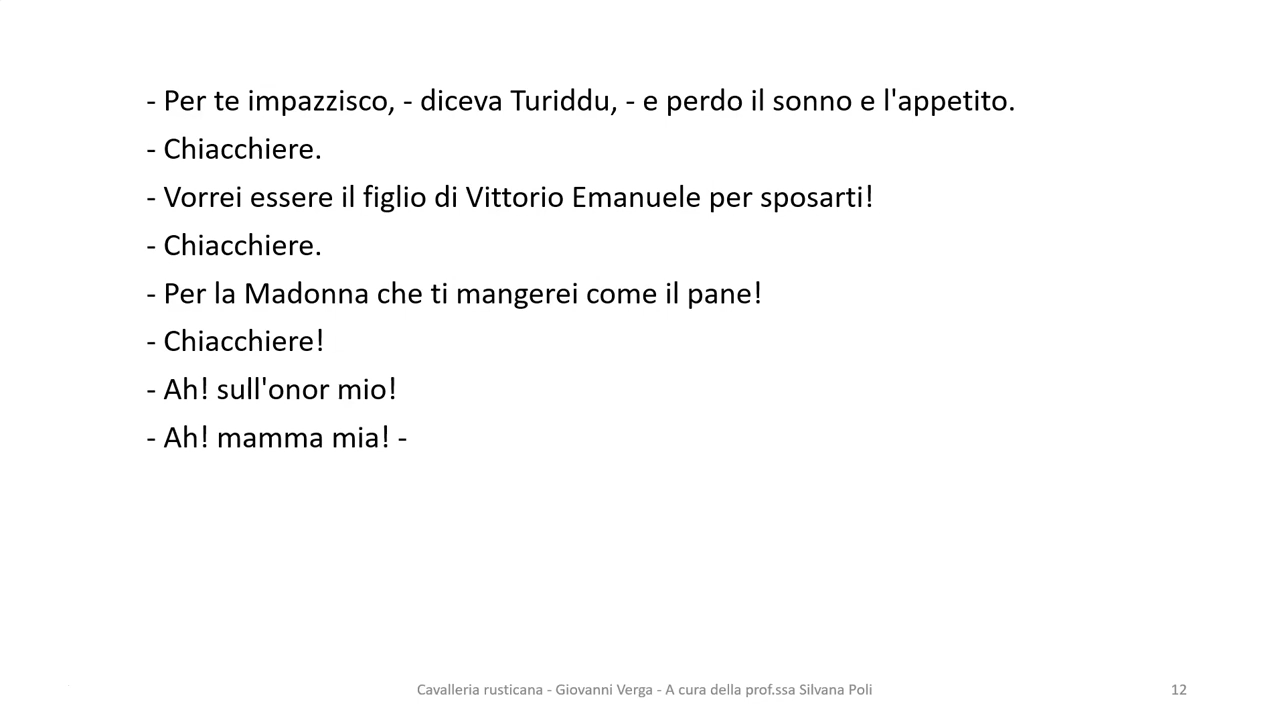 - Per te impazzisco, - diceva Turiddu, - e perdo il sonno e l'appetito.
- Chiacchiere.
- Vorrei essere il figlio di Vittorio Emanuele per sposarti!
- Chiacchiere.
- Per la Madonna che ti mangerei come il pane!
- Chiacchiere!
- Ah! sull'onor mio!
- Ah! mamma mia! -
Cavalleria rusticana - Giovanni Verga - A cura della prof.ssa Silvana Poli
12